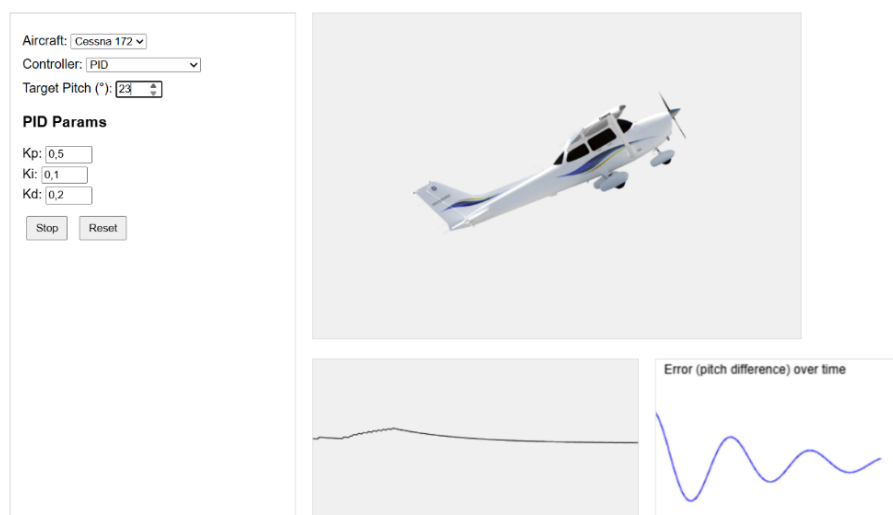 Aircraft: Cessna 172
Controller: PID
Target Pitch (°): 23
PID Params
Kp: 0,5
Ki: 0,1
Kd: 0,2
Stop Reset
Error (pitch difference) over time